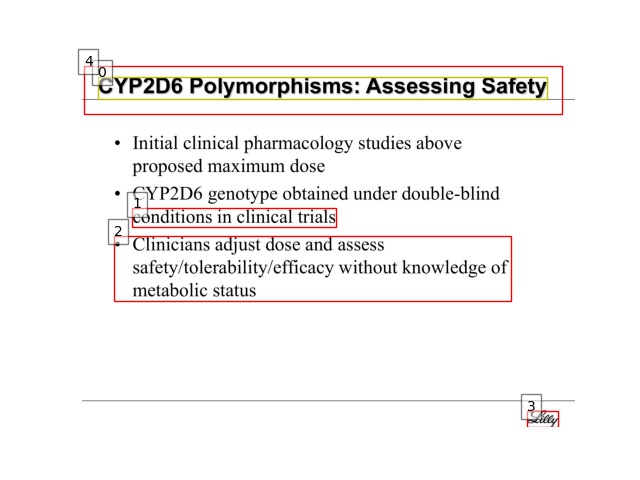 4
0
CYP2D6 Polymorphisms: Assessing Safety
• Initial clinical pharmacology studies above
proposed maximum dose
• CYP2D6 genotype obtained under double-blind
1
conditions in clinical trials
2
• Clinicians adjust dose and assess
safety/tolerability/efficacy without knowledge of
metabolic status
3
Lilly